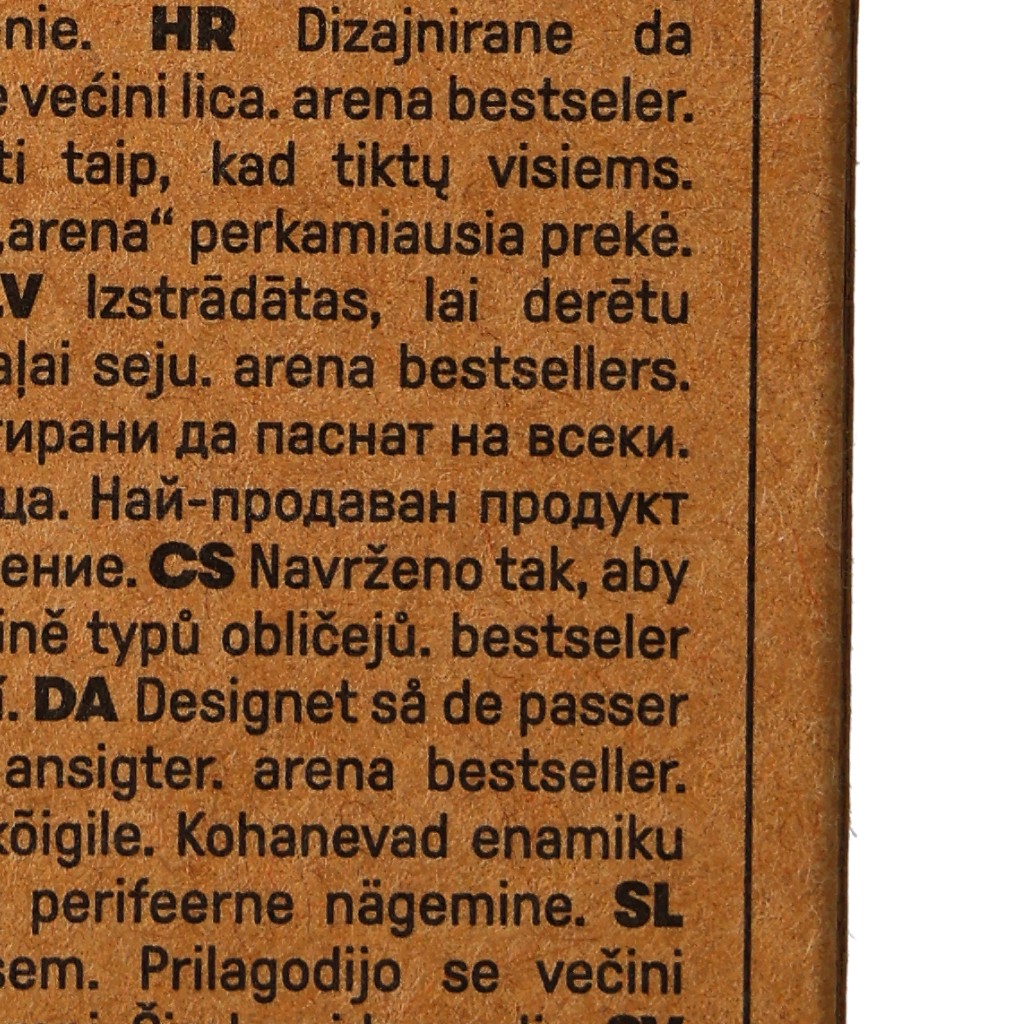 nie. HR Dizajnirane da
većini lica. arena bestseler.
ti taip, kad tiktų visiems.
„arena“ perkamiausia prekė.
LV Izstrādātas, lai derētu
aļai seju. arena bestsellers.
тирани да паснат на всеки.
ца. Най-продаван продукт
ение. CS Navrženo tak, aby
ině typů obličejů. bestseler
í. DA Designet så de passer
ansigter. arena bestseller.
kõigile. Kohanevad enamiku
perifeerne nägemine. SL
sem. Prilagodijo se večini